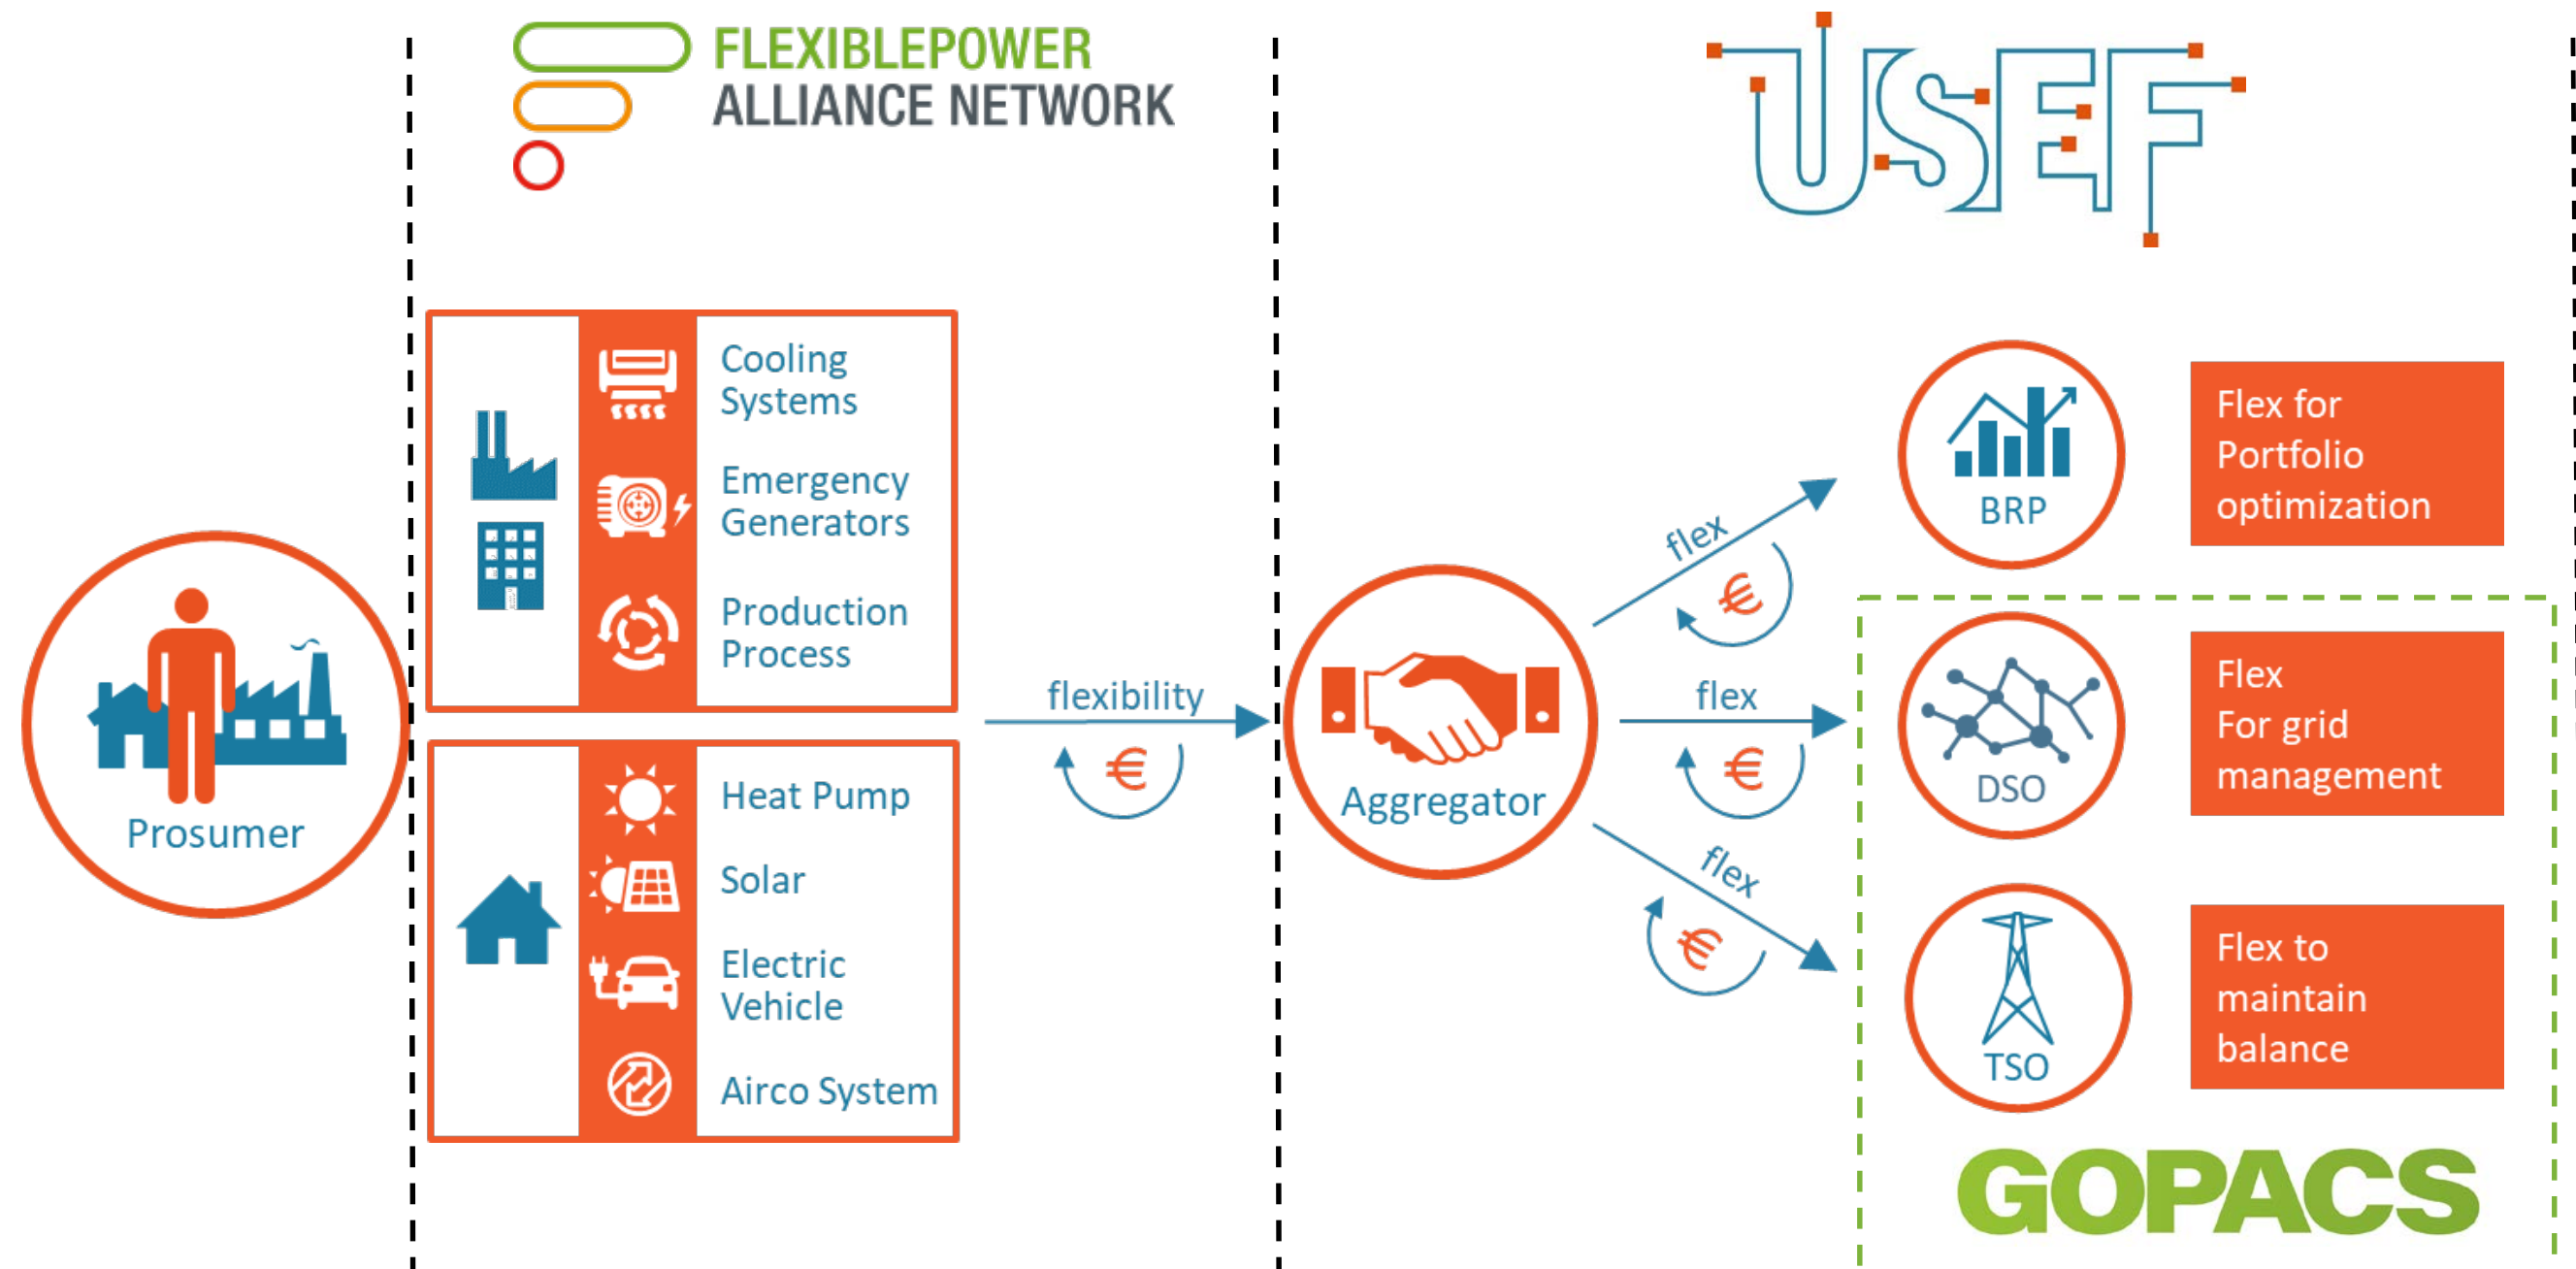 FLEXIBLEPOWER
ALLIANCE NETWORK
USEF
Prosumer
Cooling
Systems
Emergency
Generators
Production
Process
Heat Pump
Solar
Electric
Vehicle
Airco System
flexibility
€
Aggregator
flex
€
flex
€
flex
€
BRP
Flex for
Portfolio
optimization
DSO
Flex
For grid
management
TSO
Flex to
maintain
balance
GOPACS